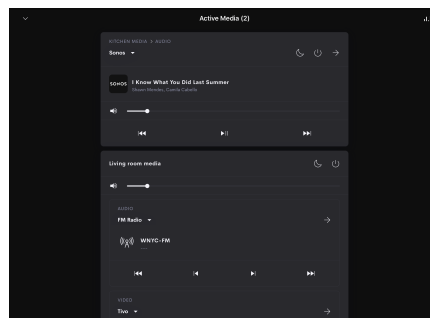 Active Media (2)
KITCHEN MEDIA > AUDIO
Sonos
SONOS
I Know What You Did Last Summer
Shawn Mendes, Camila Cabello
Living room media
AUDIO
FM Radio
WNYC-FM
VIDEO
Tivo